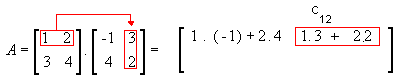 c12
A = [ 1 2 ] . [ -1 3 ] = [ 1 . (-1) + 2.4 1.3 + 2.2 ]
3 4 4 2